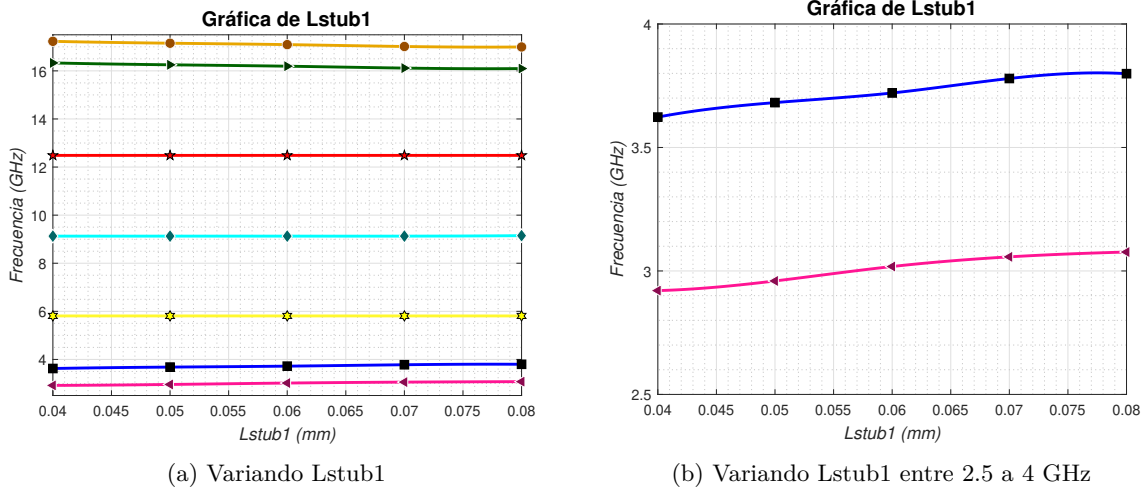 Gráfica de Lstub1
Frecuencia (GHz)
16
14
12
10
8
6
4
0.04 0.045 0.05 0.055 0.06 0.065 0.07 0.075 0.08
Lstub1 (mm)
(a) Variando Lstub1
Gráfica de Lstub1
Frecuencia (GHz)
4
3.5
3
2.5
0.04 0.045 0.05 0.055 0.06 0.065 0.07 0.075 0.08
Lstub1 (mm)
(b) Variando Lstub1 entre 2.5 a 4 GHz